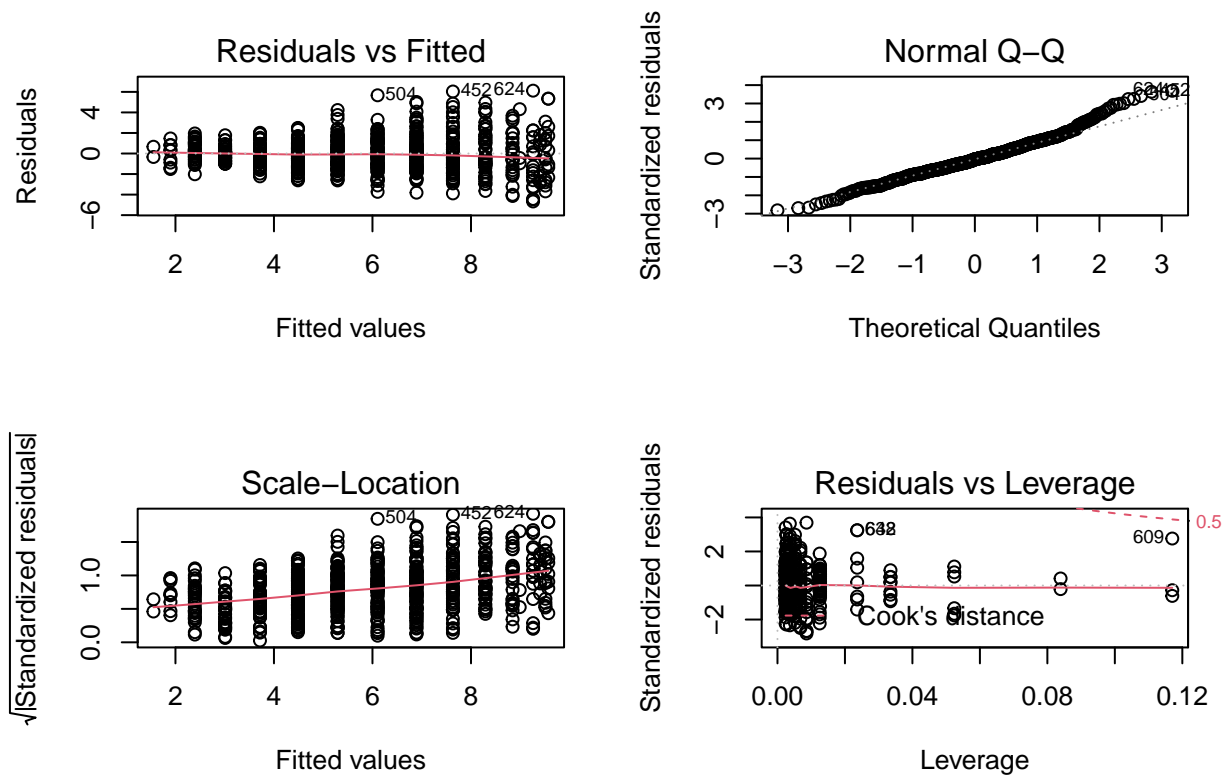 Residuals vs Fitted
Residuals
4
0
−6
504
452
624
2 4 6 8
Fitted values
Normal Q−Q
Standardized residuals
3
0
−3
−3 −2 −1 0 1 2 3
Theoretical Quantiles
Scale−Location
√|Standardized residuals|
1.0
0.0
504
452
624
2 4 6 8
Fitted values
Residuals vs Leverage
Standardized residuals
2
0
−2
609
0.5
Cook's distance
0.00 0.04 0.08 0.12
Leverage